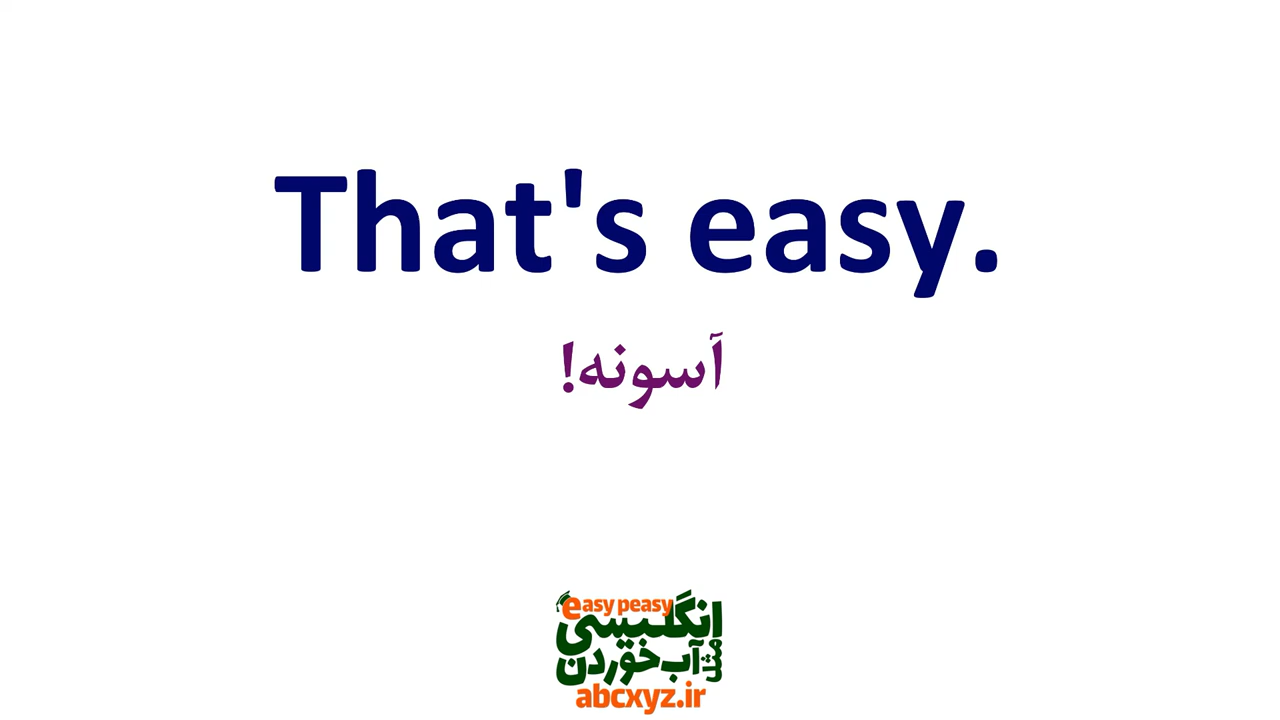 That's easy.
آسونه!
easy peasy
انگلیسی
مثل آب خوردن
abcxyz.ir